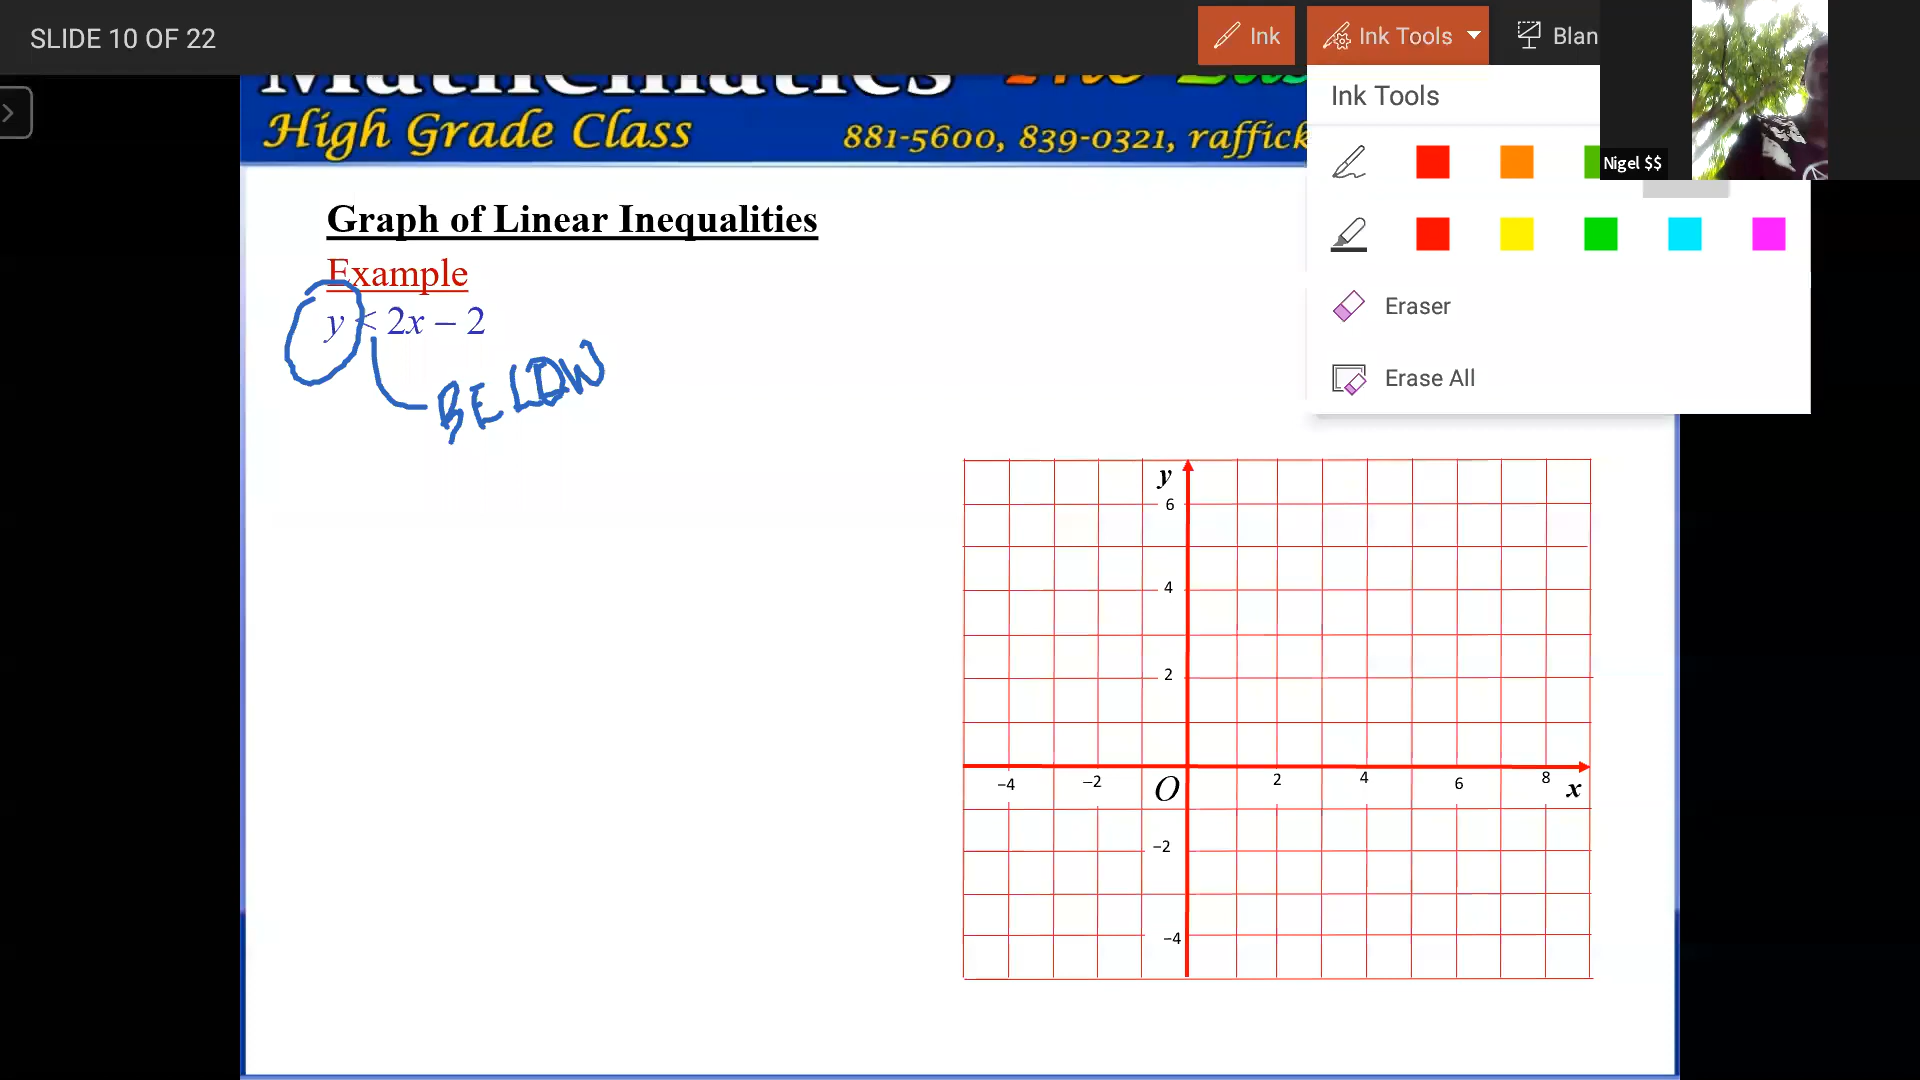 SLIDE 10 OF 22
Ink
Ink Tools
Blan
Ink Tools
Nigel $$
Eraser
Erase All
Mathematics
High Grade Class
881-5600, 839-0321, raffick
Graph of Linear Inequalities
Example
y < 2x – 2
BELOW
y
6
4
2
–4
–2
O
2
4
6
8
x
–2
–4